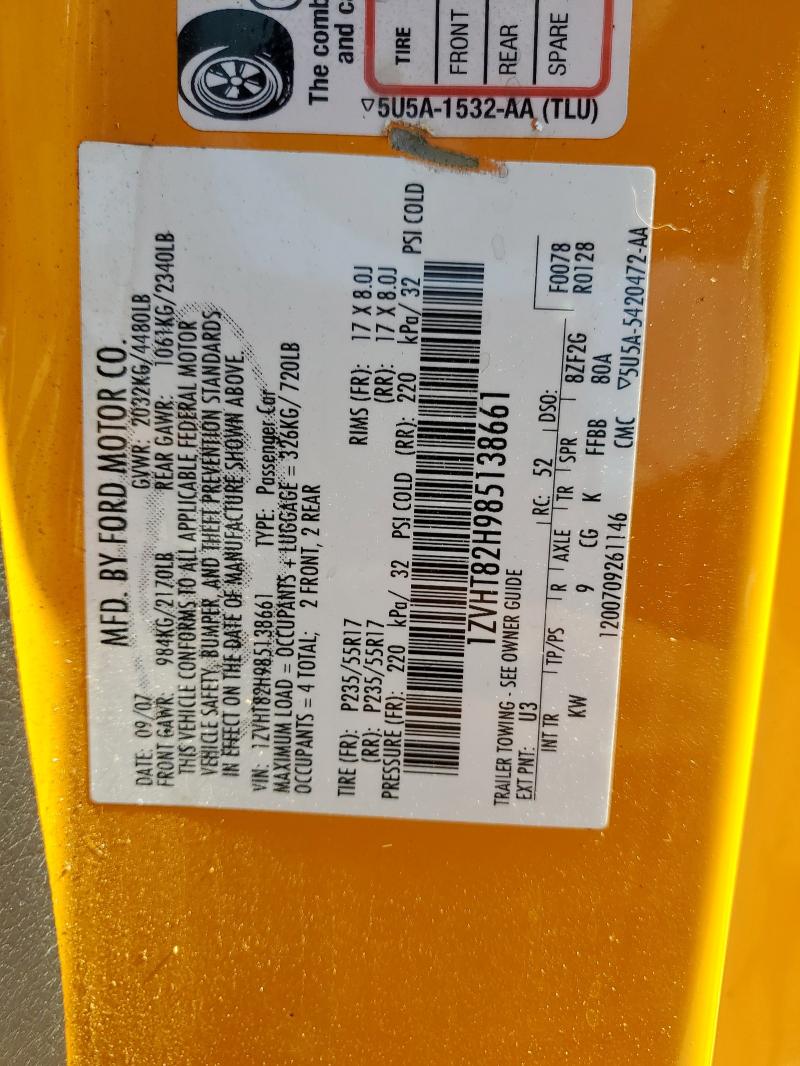 The comb
and c
TIRE
FRONT
REAR
SPARE
▽5U5A-1532-AA (TLU)
MFD. BY FORD MOTOR CO.
DATE: 09/07 GVWR: 2032KG/4480LB
FRONT GAWR: 984KG/2170LB REAR GAWR: 1061KG/2340LB
THIS VEHICLE CONFORMS TO ALL APPLICABLE FEDERAL MOTOR
VEHICLE SAFETY, BUMPER, AND THEFT PREVENTION STANDARDS
IN EFFECT ON THE DATE OF MANUFACTURE SHOWN ABOVE.
VIN: 1ZVHT82H985138661 TYPE: Passenger Car
MAXIMUM LOAD = OCCUPANTS + LUGGAGE = 326KG/720LB
OCCUPANTS = 4 TOTAL; 2 FRONT, 2 REAR
TIRE (FR): P235/55R17 RIMS (FR): 17 X 8.0J
(RR): P235/55R17 (RR): 17 X 8.0J
PRESSURE (FR): 220 kPa/ 32 PSI COLD (RR): 220 kPa/ 32 PSI COLD
1ZVHT82H985138661
TRAILER TOWING - SEE OWNER GUIDE
EXT PNT: U3 RC: 52 DSO: F0078
R0128
INT TR TP/PS R AXLE TR SPR 8ZF2G
KW 9 CG K FFBB 80A
1200709261146 CMC ▽5U5A-5420472-AA